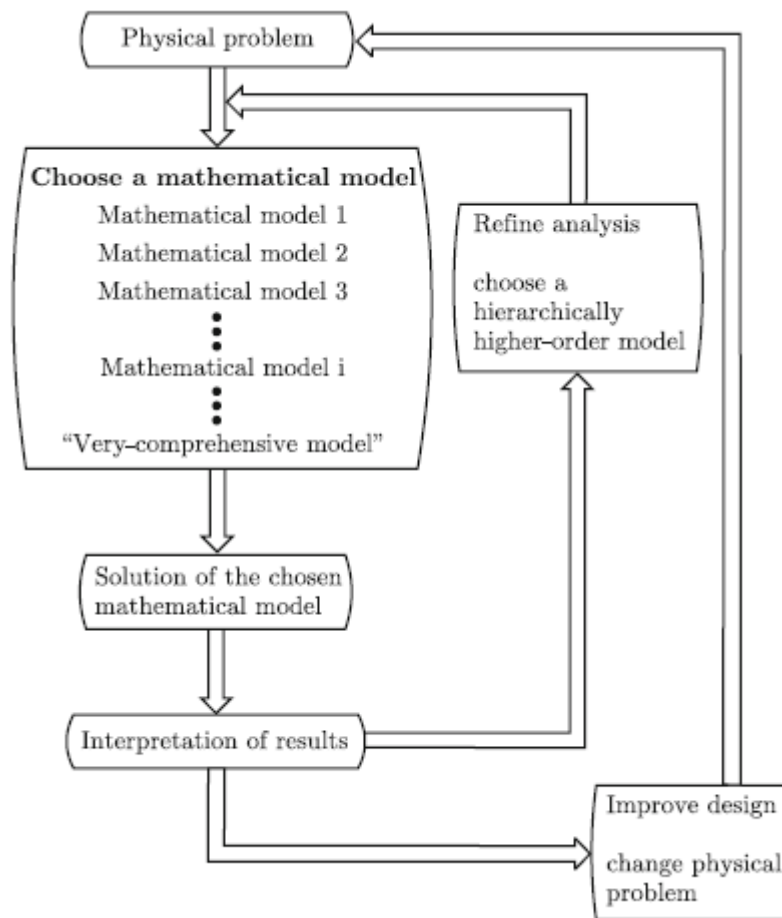 Physical problem
Choose a mathematical model
Mathematical model 1
Mathematical model 2
Mathematical model 3
Mathematical model i
“Very–comprehensive model”
Solution of the chosen
mathematical model
Interpretation of results
Refine analysis
choose a
hierarchically
higher–order model
Improve design
change physical
problem